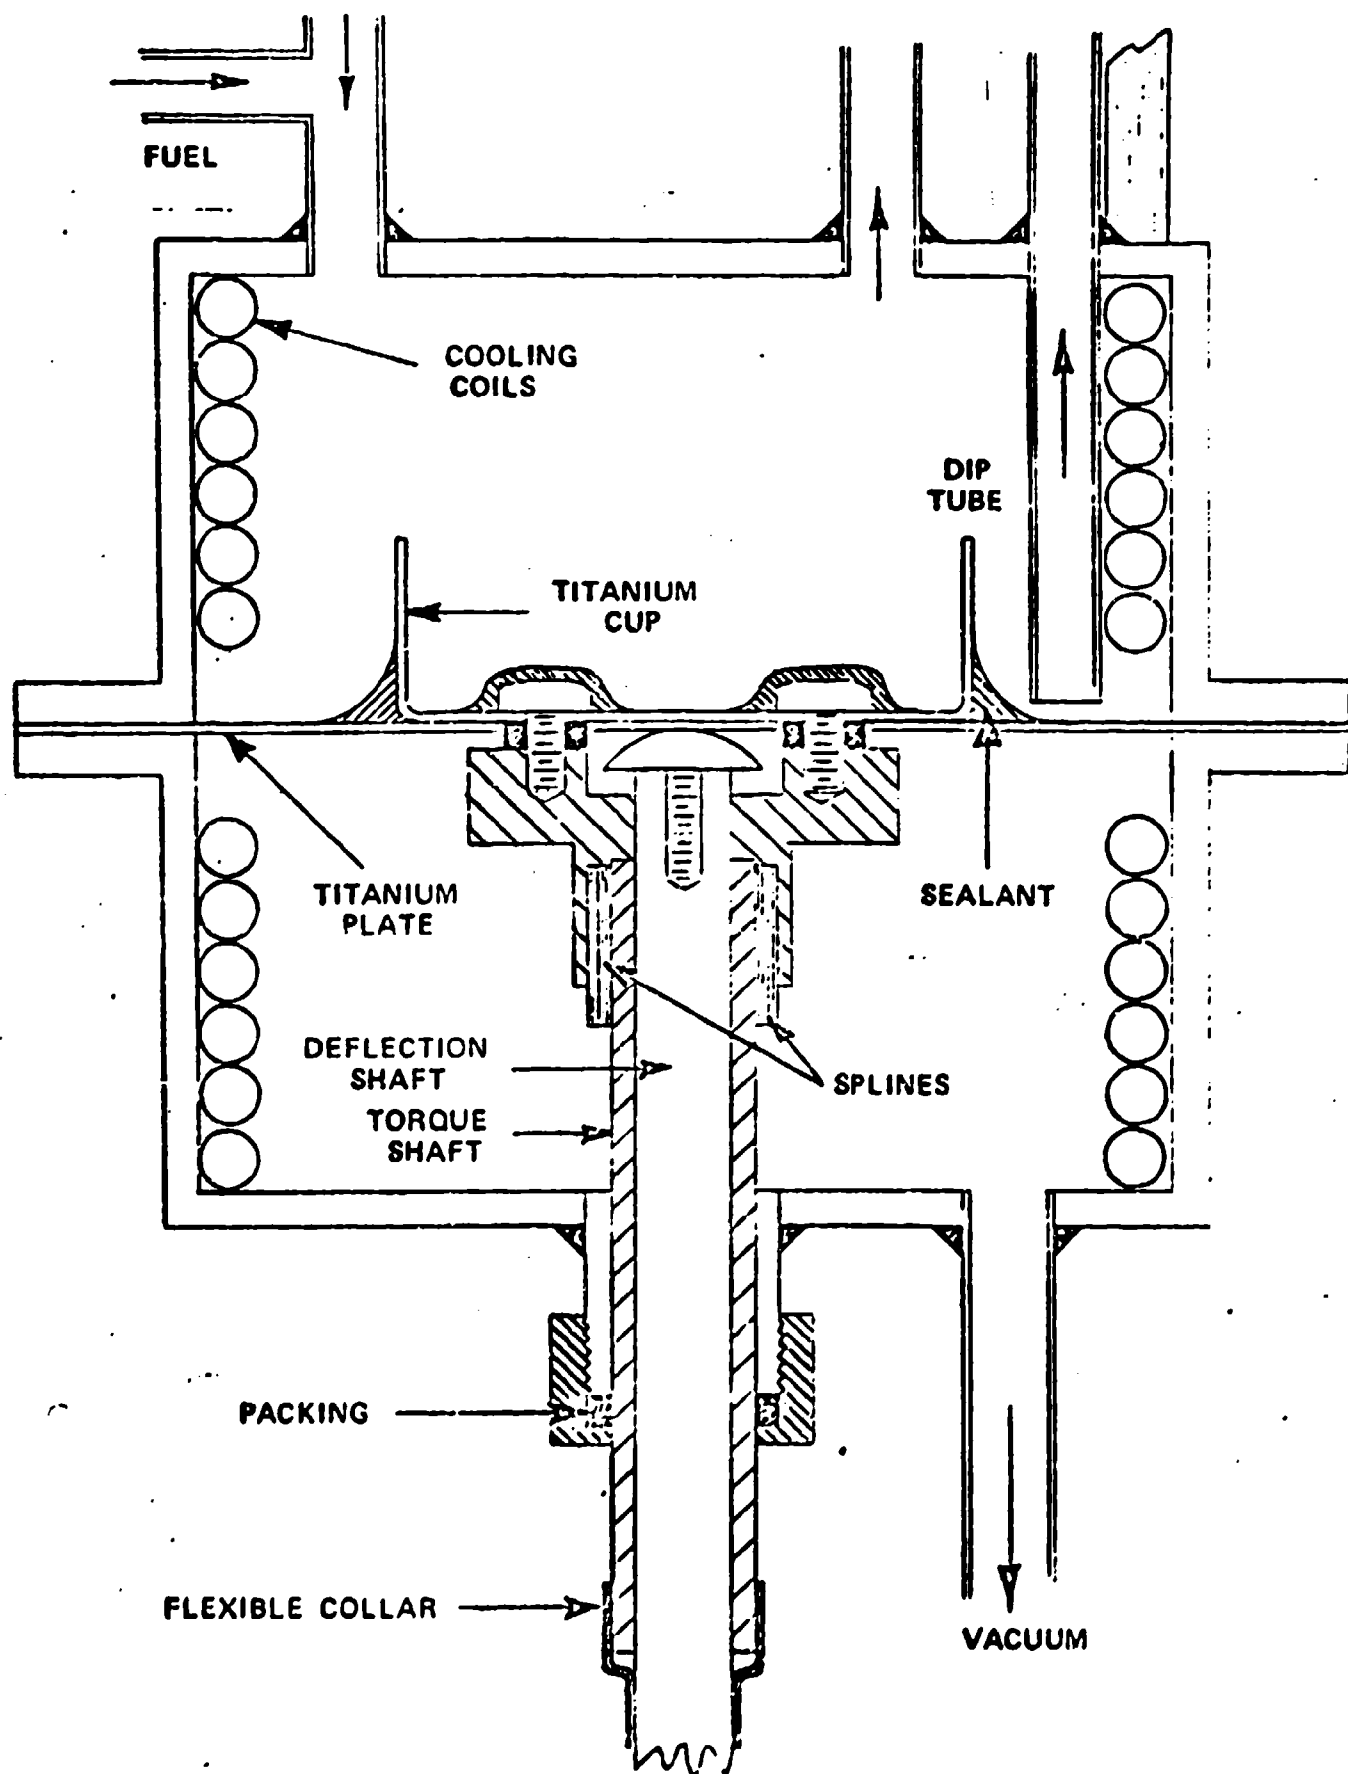 FUEL
COOLING
COILS
DIP
TUBE
TITANIUM
CUP
TITANIUM
PLATE
SEALANT
DEFLECTION
SHAFT
TORQUE
SHAFT
SPLINES
PACKING
FLEXIBLE COLLAR
VACUUM